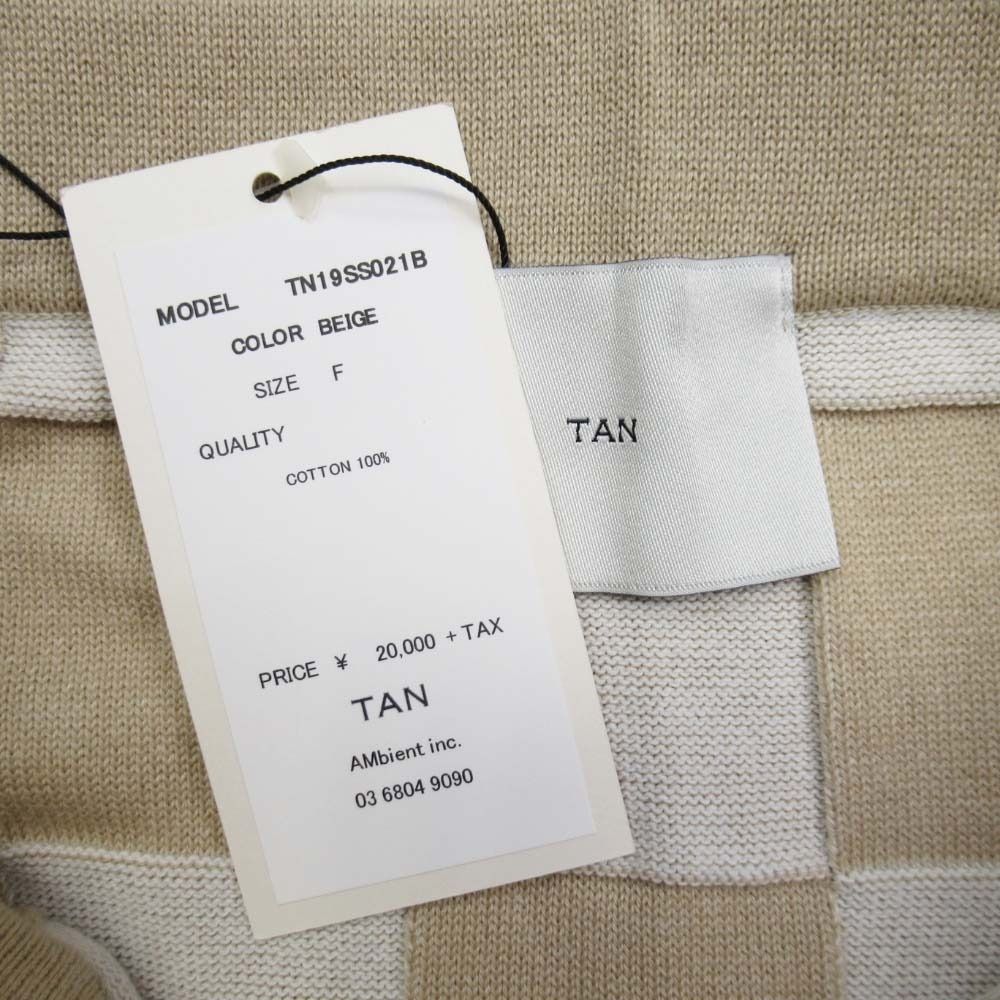 MODEL TN19SS021B
COLOR BEIGE
SIZE F
QUALITY
COTTON 100%
PRICE ¥ 20,000 + TAX
TAN
AMbient inc.
03 6804 9090
TAN